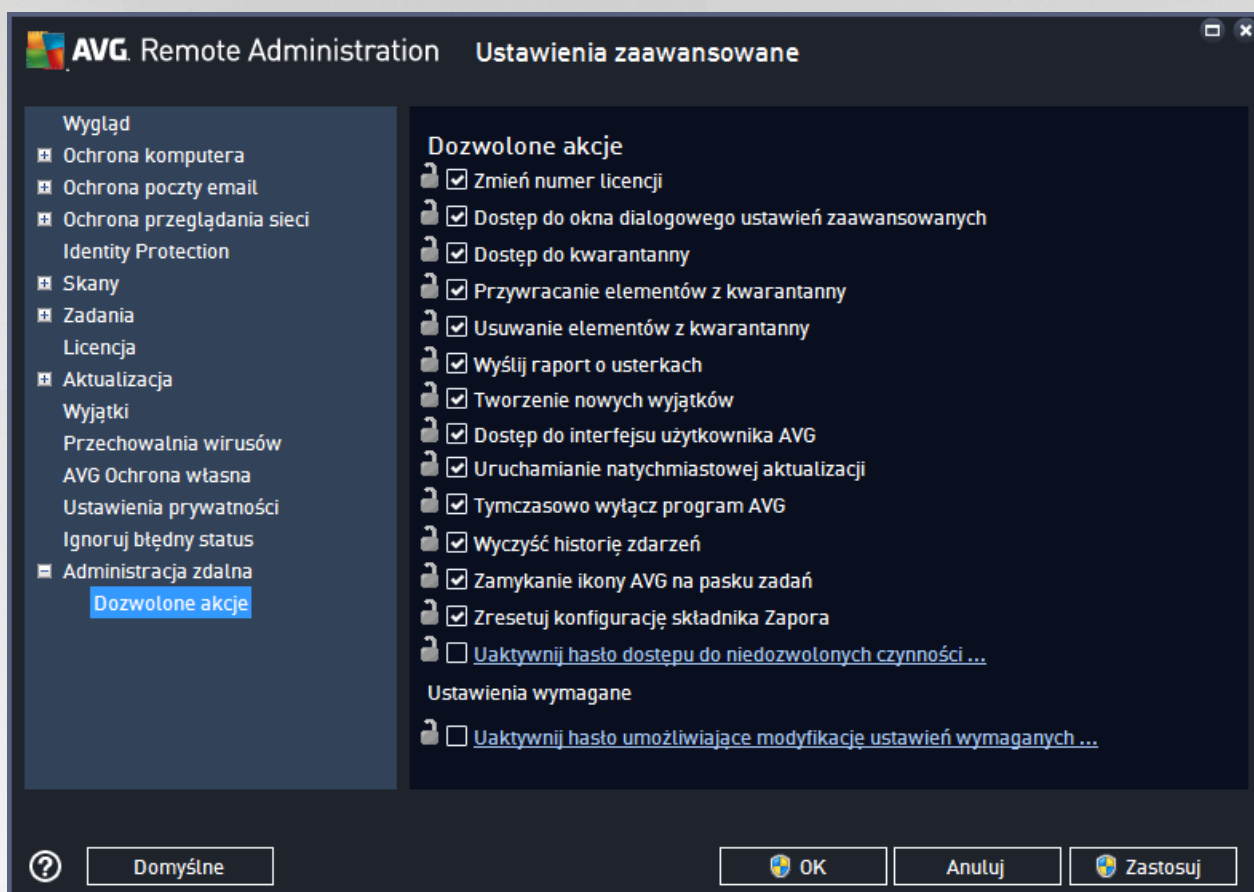 AVG. Remote Administration
Ustawienia zaawansowane
Wygląd
Ochrona komputera
Ochrona poczty email
Ochrona przeglądania sieci
Identity Protection
Skany
Zadania
Licencja
Aktualizacja
Wyjątki
Przechowalnia wirusów
AVG Ochrona własna
Ustawienia prywatności
Ignoruj błędny status
Administracja zdalna
Dozwolone akcje
Dozwolone akcje
Zmień numer licencji
Dostęp do okna dialogowego ustawień zaawansowanych
Dostęp do kwarantanny
Przywracanie elementów z kwarantanny
Usuwanie elementów z kwarantanny
Wyślij raport o usterkach
Tworzenie nowych wyjątków
Dostęp do interfejsu użytkownika AVG
Uruchamianie natychmiastowej aktualizacji
Tymczasowo wyłącz program AVG
Wyczyść historię zdarzeń
Zamykanie ikony AVG na pasku zadań
Zresetuj konfigurację składnika Zapora
Uaktywnij hasło dostępu do niedozwolonych czynności ...
Ustawienia wymagane
Uaktywnij hasło umożliwiające modyfikację ustawień wymaganych ...
? Domyślne
OK
Anuluj
Zastosuj